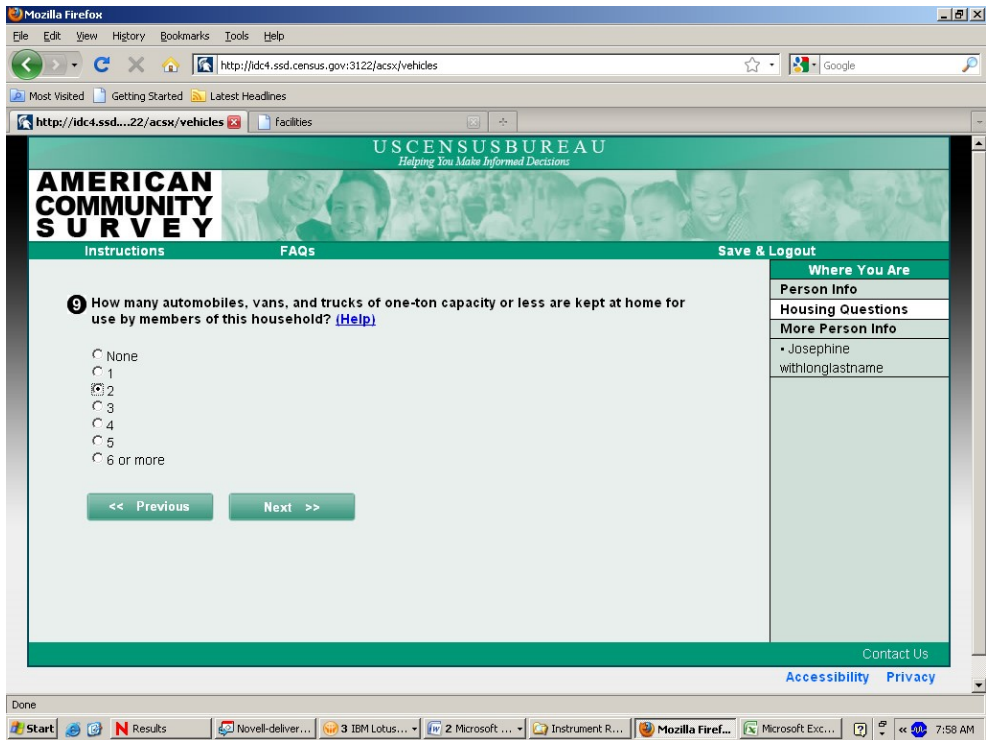 Mozilla Firefox
File Edit View History Bookmarks Tools Help
http://idc4.ssd.census.gov:3122/acsx/vehicles
Google
Most Visited Getting Started Latest Headlines
http://idc4.ssd....22/acsx/vehicles facilities
USCENSUSBUREAU
Helping You Make Informed Decisions
AMERICAN
COMMUNITY
SURVEY
Instructions FAQs Save & Logout
Where You Are
Person Info
Housing Questions
More Person Info
• Josephine
withlonglastname
9 How many automobiles, vans, and trucks of one-ton capacity or less are kept at home for
use by members of this household? (Help)
None
1
2
3
4
5
6 or more
<< Previous Next >>
Contact Us
Accessibility Privacy
Done
Start Results Novell-deliver... 3 IBM Lotus... 2 Microsoft ... Instrument R... Mozilla Firef... Microsoft Exc... ? « 7:58 AM